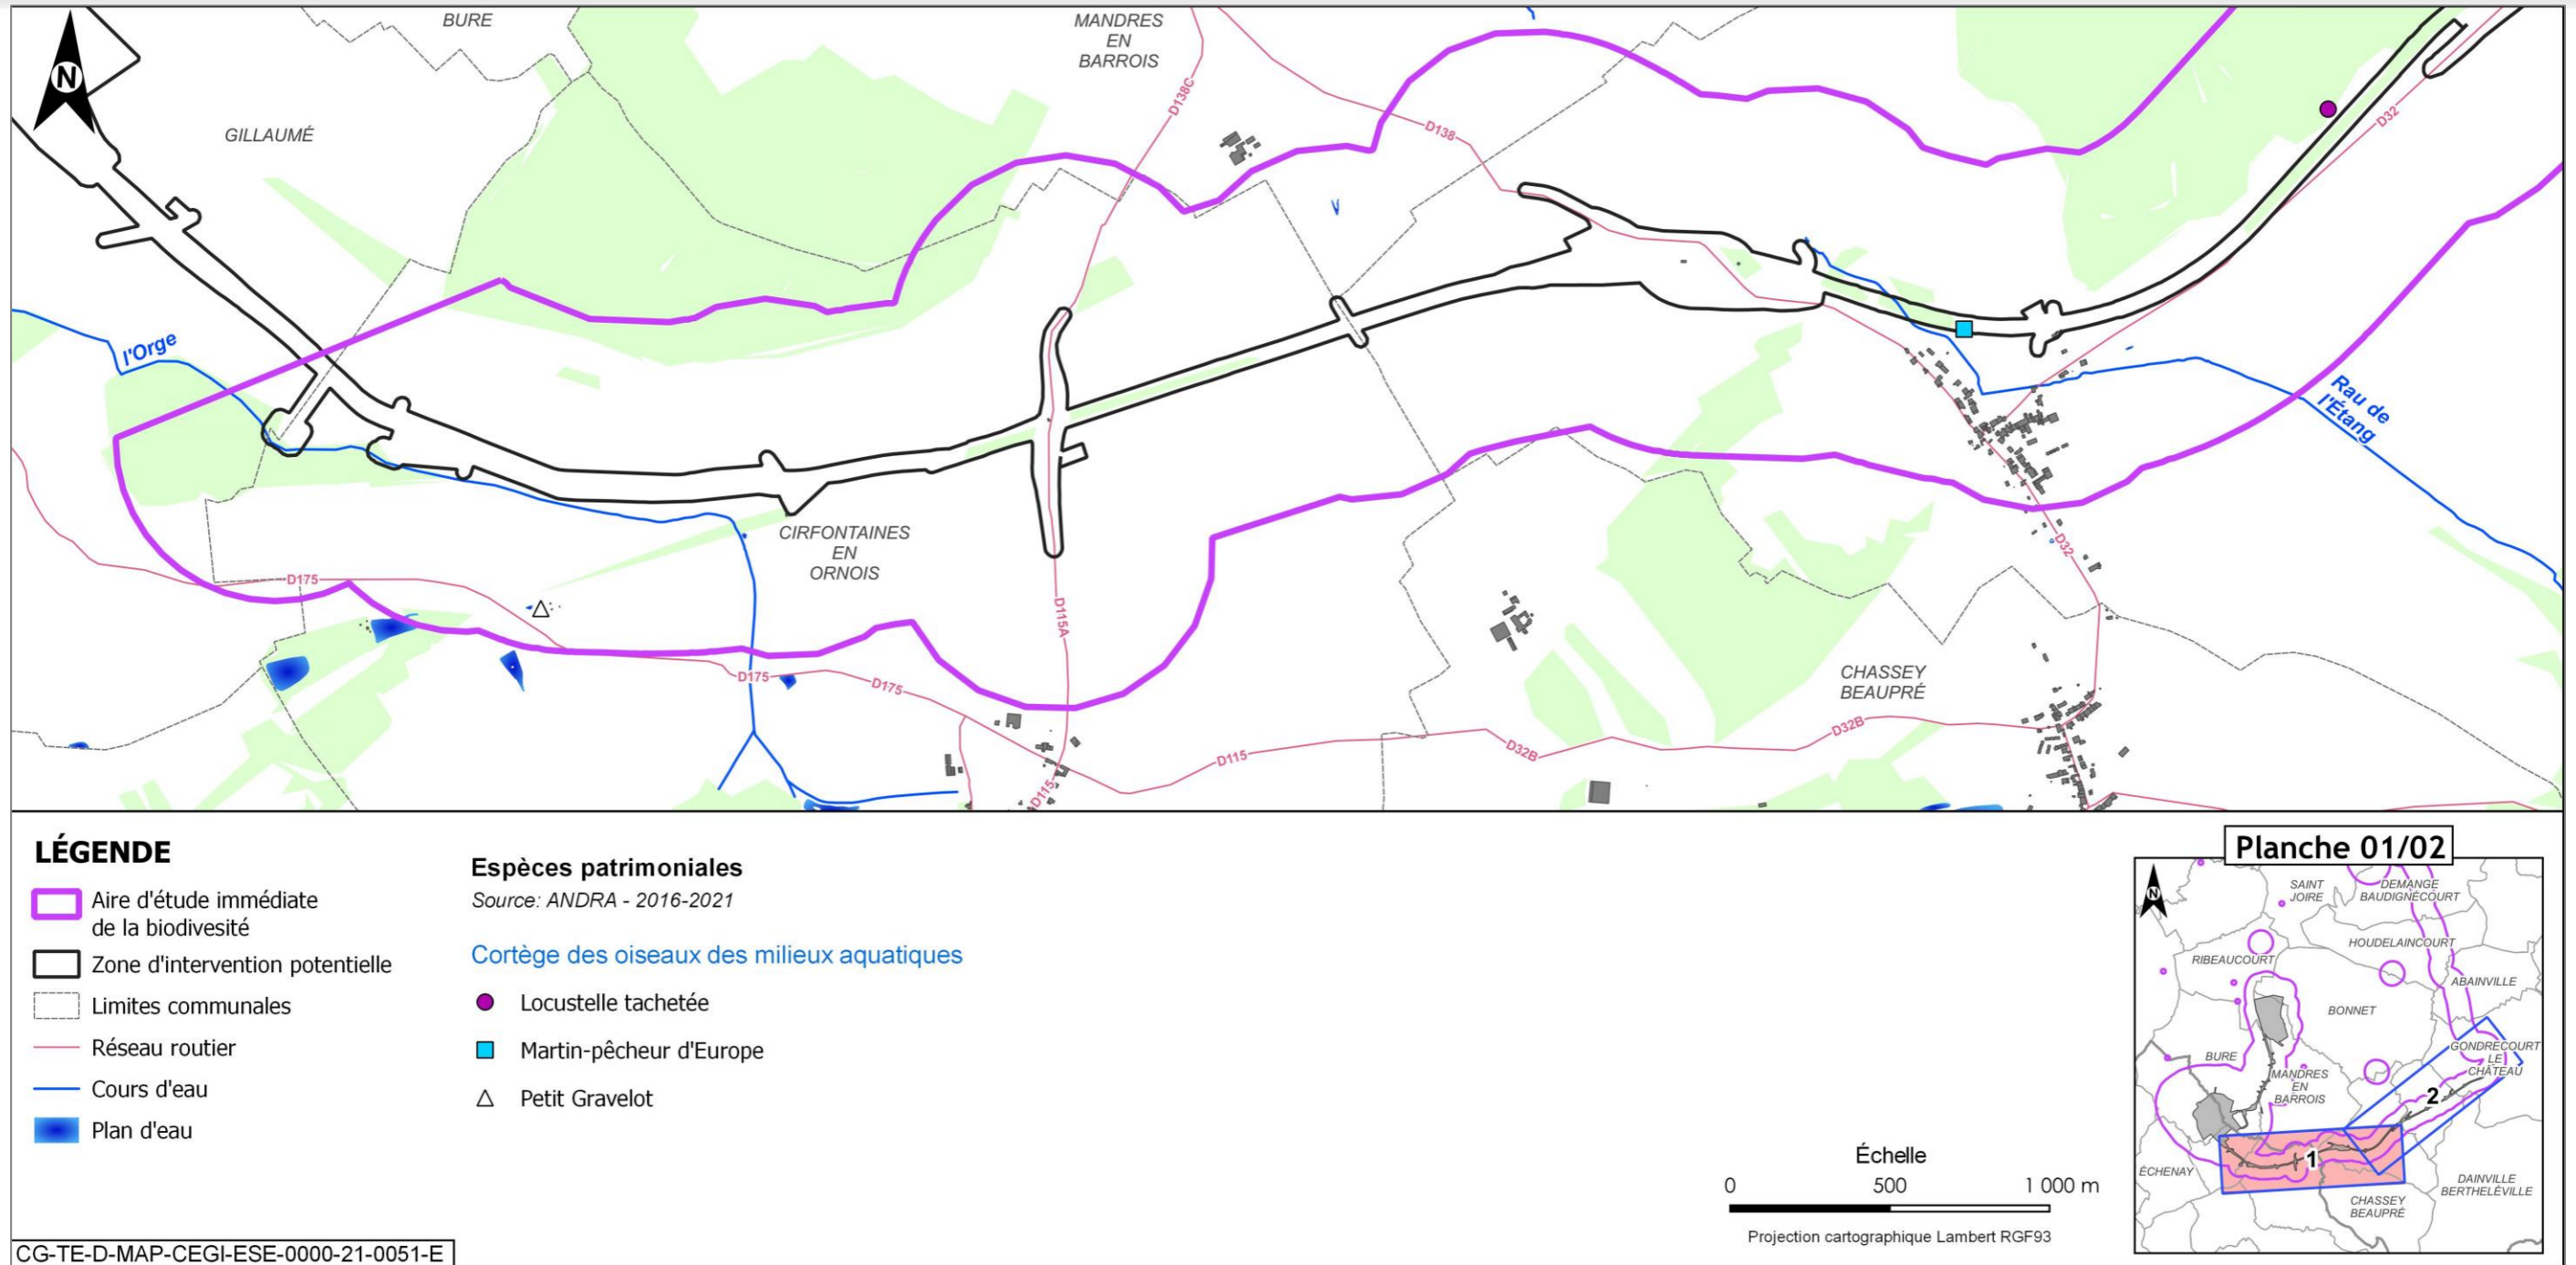 BURE
MANDRES
EN
BARROIS
N
GILLAUMÉ
D138C
D138
D32
l'Orge
Rau de
l'Étang
CIRFONTAINES
EN
ORNOIS
D175
D115A
D32
D175
D175
CHASSEY
BEAUPRÉ
D32B
D32B
D115
D115
LÉGENDE
Aire d'étude immédiate
de la biodivesité
Zone d'intervention potentielle
Limites communales
Réseau routier
Cours d'eau
Plan d'eau
Espèces patrimoniales
Source: ANDRA - 2016-2021
Cortège des oiseaux des milieux aquatiques
Locustelle tachetée
Martin-pêcheur d'Europe
Petit Gravelot
Échelle
0 500 1 000 m
Projection cartographique Lambert RGF93
Planche 01/02
N
SAINT
JOIRE
DEMANGE
BAUDIGNÉCOURT
HOUDELAINCOURT
RIBEAUCOURT
ABAINVILLE
BONNET
GONDRECOURT
LE
CHÂTEAU
BURE
MANDRES
EN
BARROIS
2
1
ÉCHENAY
DAINVILLE
BERTHELÉVILLE
CHASSEY
BEAUPRÉ
CG-TE-D-MAP-CEGI-ESE-0000-21-0051-E